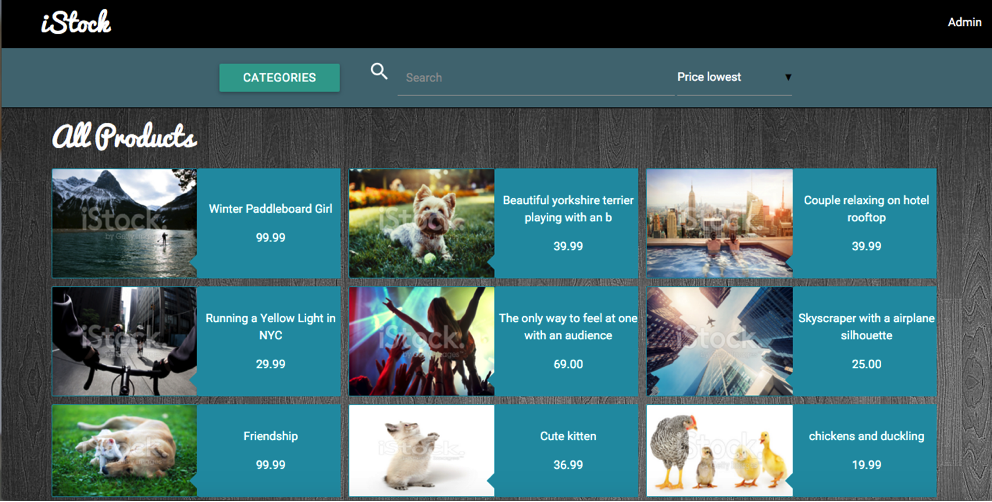 iStock
Admin
CATEGORIES
Search
Price lowest
All Products
iStock.
Winter Paddleboard Girl
99.99
iStock.
Beautiful yorkshire terrier
playing with an b
39.99
iStock.
Couple relaxing on hotel
rooftop
39.99
iStock.
Running a Yellow Light in
NYC
29.99
iStock.
The only way to feel at one
with an audience
69.00
iStock.
Skyscraper with a airplane
silhouette
25.00
iStock.
Friendship
99.99
iStock.
Cute kitten
36.99
iStock.
chickens and duckling
19.99